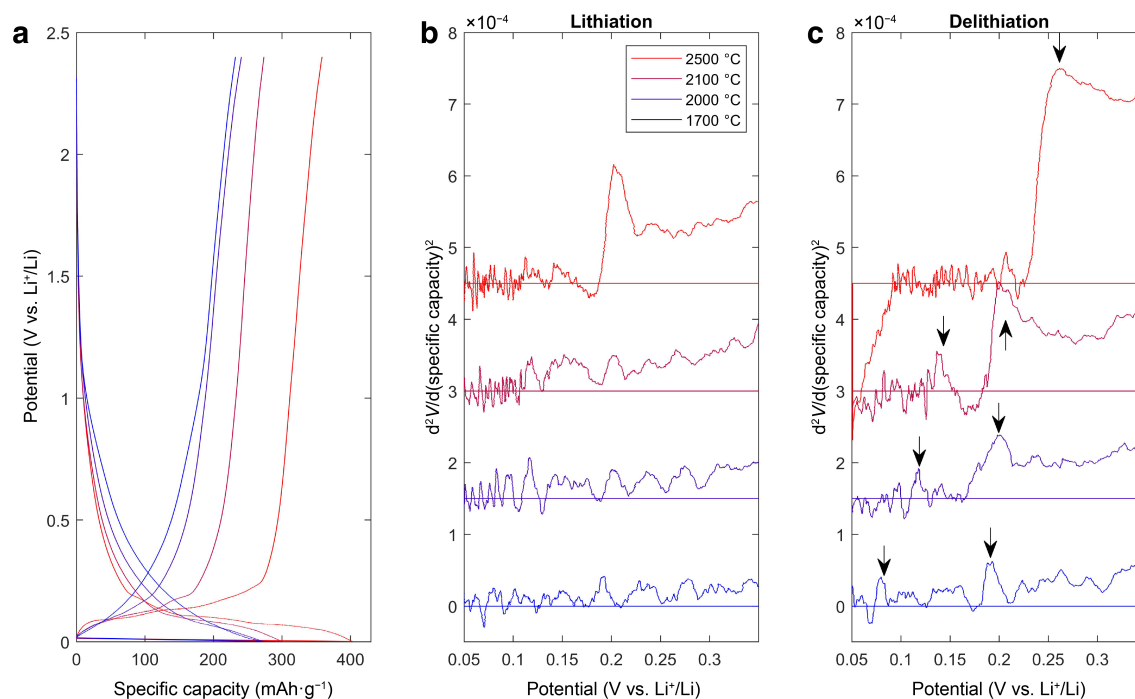 a
2.5
2
1.5
1
0.5
0
Potential (V vs. Li⁺/Li)
0 100 200 300 400
Specific capacity (mAh·g⁻¹)
b
×10⁻⁴
Lithiation
8
7
6
5
4
3
2
1
0
d²V/d(specific capacity)²
2500 °C
2100 °C
2000 °C
1700 °C
0.05 0.1 0.15 0.2 0.25 0.3
Potential (V vs. Li⁺/Li)
c
×10⁻⁴
Delithiation
8
7
6
5
4
3
2
1
0
d²V/d(specific capacity)²
0.05 0.1 0.15 0.2 0.25 0.3
Potential (V vs. Li⁺/Li)